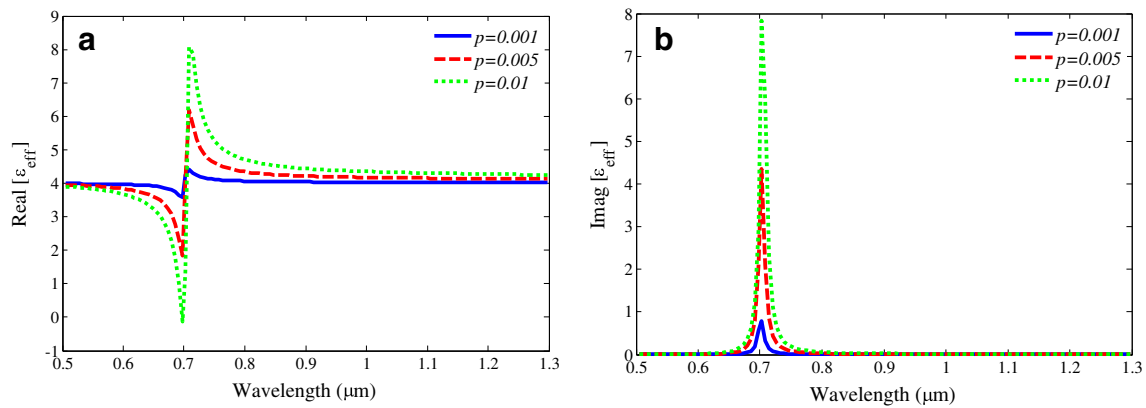 a
9
8
7
6
5
4
3
2
1
0
-1
Real [εeff]
p=0.001
p=0.005
p=0.01
0.5 0.6 0.7 0.8 0.9 1 1.1 1.2 1.3
Wavelength (μm)
b
8
7
6
5
4
3
2
1
0
Imag [εeff]
p=0.001
p=0.005
p=0.01
0.5 0.6 0.7 0.8 0.9 1 1.1 1.2 1.3
Wavelength (μm)